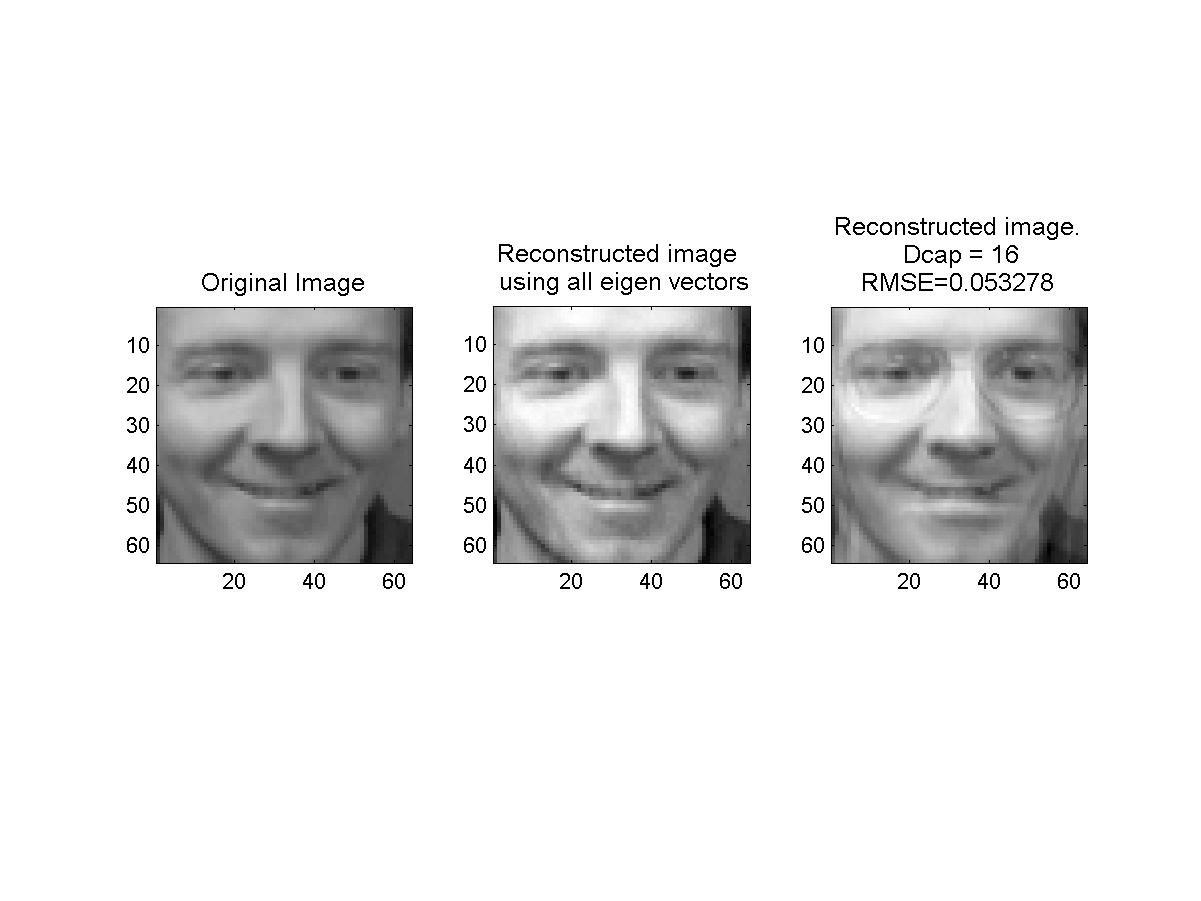 Original Image
10
20
30
40
50
60
20 40 60
Reconstructed image
using all eigen vectors
10
20
30
40
50
60
20 40 60
Reconstructed image.
Dcap = 16
RMSE=0.053278
10
20
30
40
50
60
20 40 60